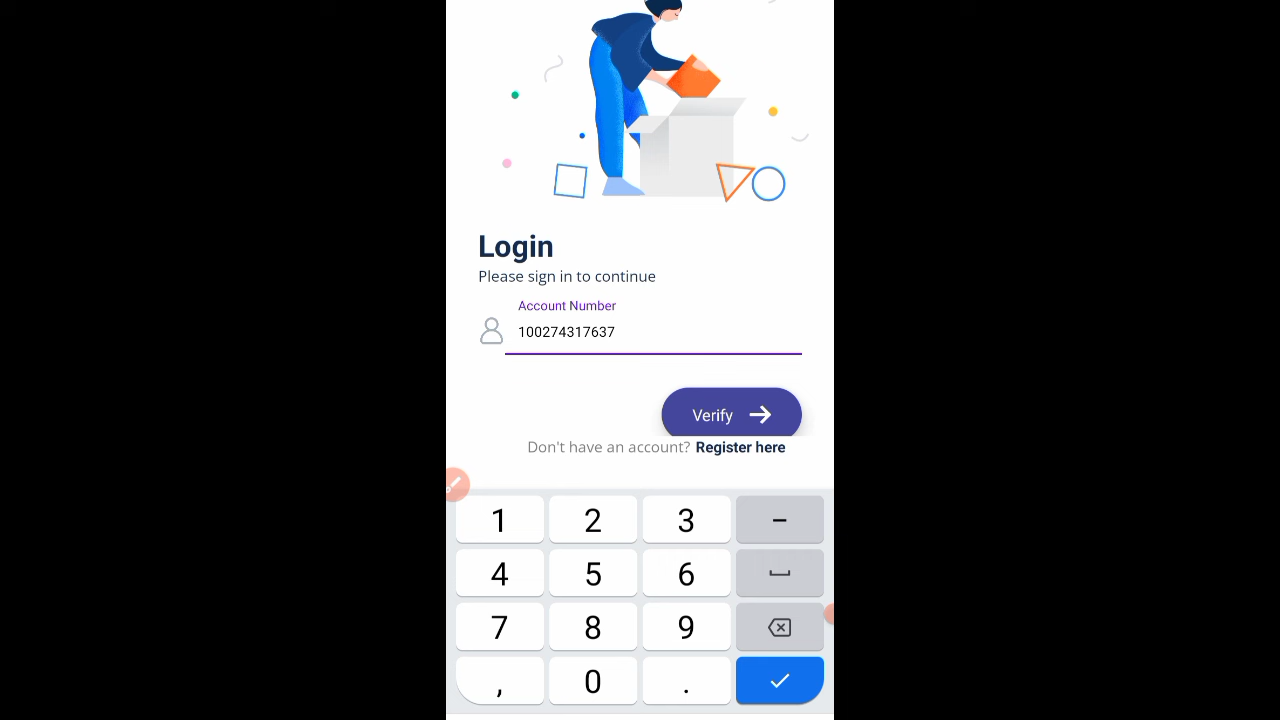 Login
Please sign in to continue
Account Number
100274317637
Verify
Don't have an account? Register here
1 2 3 -
4 5 6
7 8 9
, 0 .